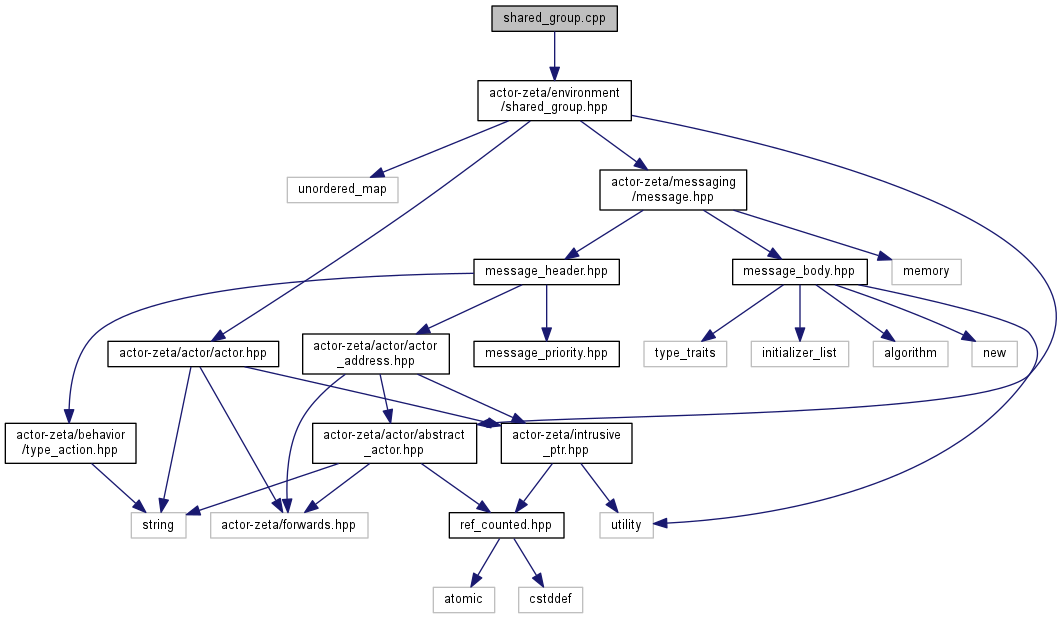 shared_group.cpp
actor-zeta/environment
/shared_group.hpp
unordered_map
actor-zeta/messaging
/message.hpp
message_header.hpp
message_body.hpp
memory
actor-zeta/actor/actor.hpp
actor-zeta/actor/actor
_address.hpp
message_priority.hpp
type_traits
initializer_list
algorithm
new
actor-zeta/behavior
/type_action.hpp
actor-zeta/actor/abstract
_actor.hpp
actor-zeta/intrusive
_ptr.hpp
string
actor-zeta/forwards.hpp
ref_counted.hpp
utility
atomic
cstddef